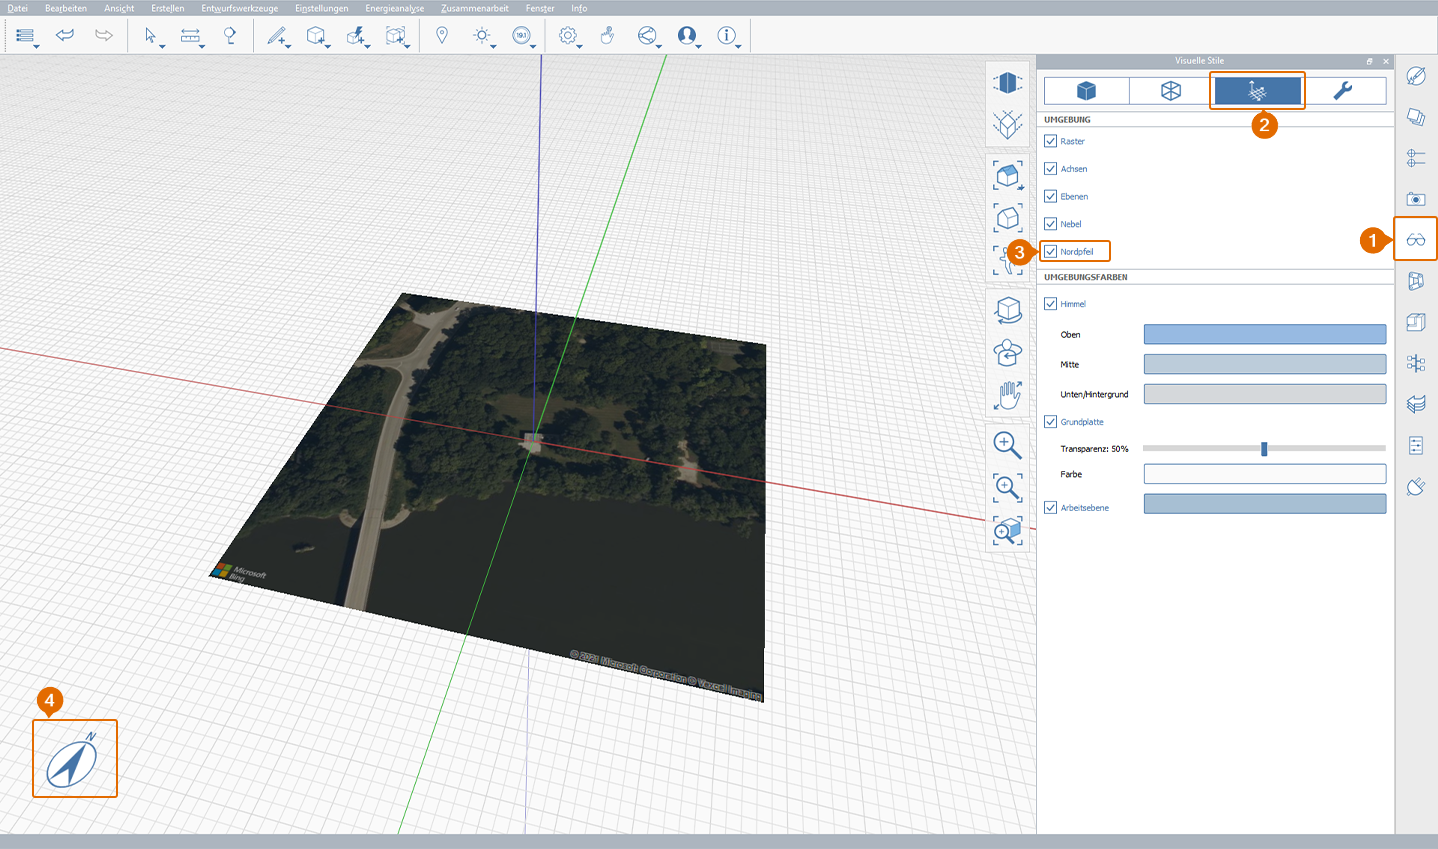 Datei Bearbeiten Ansicht Erstellen Entwurfswerkzeuge Einstellungen Energieanalyse Zusammenarbeit Fenster Info
19.1
Visuelle Stile
2
UMGEBUNG
Raster
Achsen
Ebenen
Nebel
1
3
Nordpfeil
UMGEBUNGSFARBEN
Himmel
Oben
Mitte
Unten/Hintergrund
Grundplatte
Transparenz: 50%
Farbe
Arbeitsebene
Microsoft
Bing
© 2021 Microsoft Corporation © Vexcel Imaging
4
N